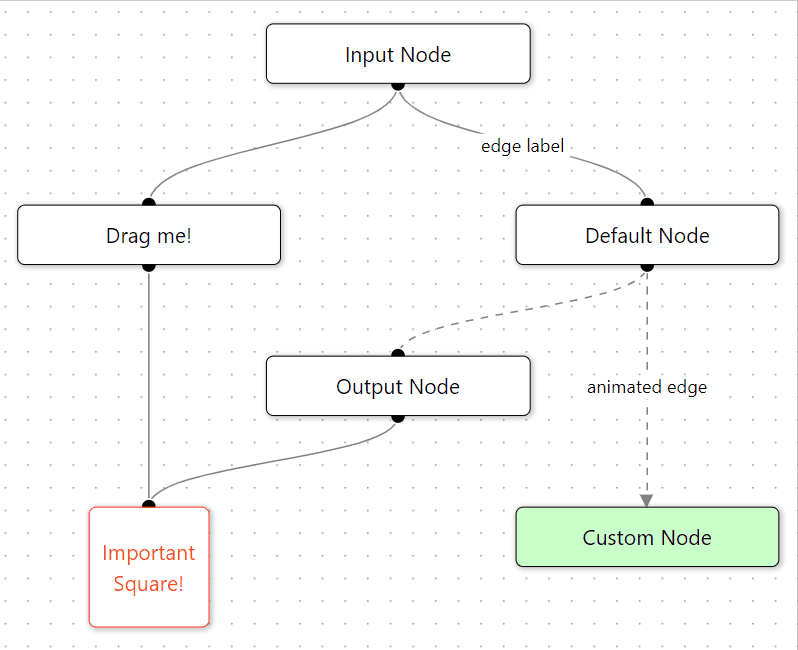 Input Node
edge label
Drag me!
Default Node
Output Node
animated edge
Important
Square!
Custom Node